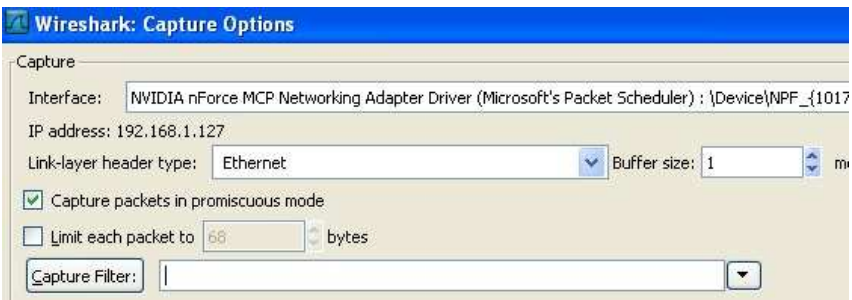 Wireshark: Capture Options
Capture
Interface: NVIDIA nForce MCP Networking Adapter Driver (Microsoft's Packet Scheduler) : \Device\NPF_{1017
IP address: 192.168.1.127
Link-layer header type: Ethernet Buffer size: 1 me
Capture packets in promiscuous mode
Limit each packet to 68 bytes
Capture Filter: